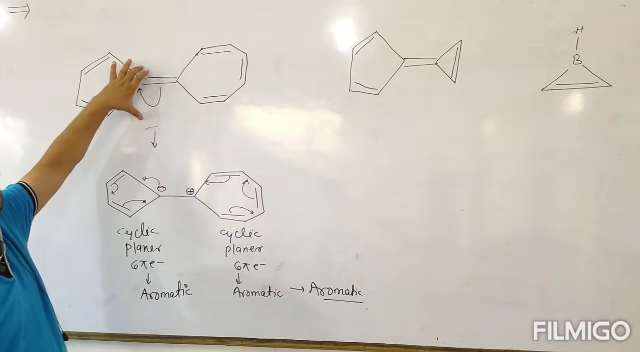 ⇒
H
B
⊖ ⊕
cyclic cyclic
planer planer
6πe⁻ 6πe⁻
↓ ↓
Aromatic Aromatic → Aromatic
FILMIGO